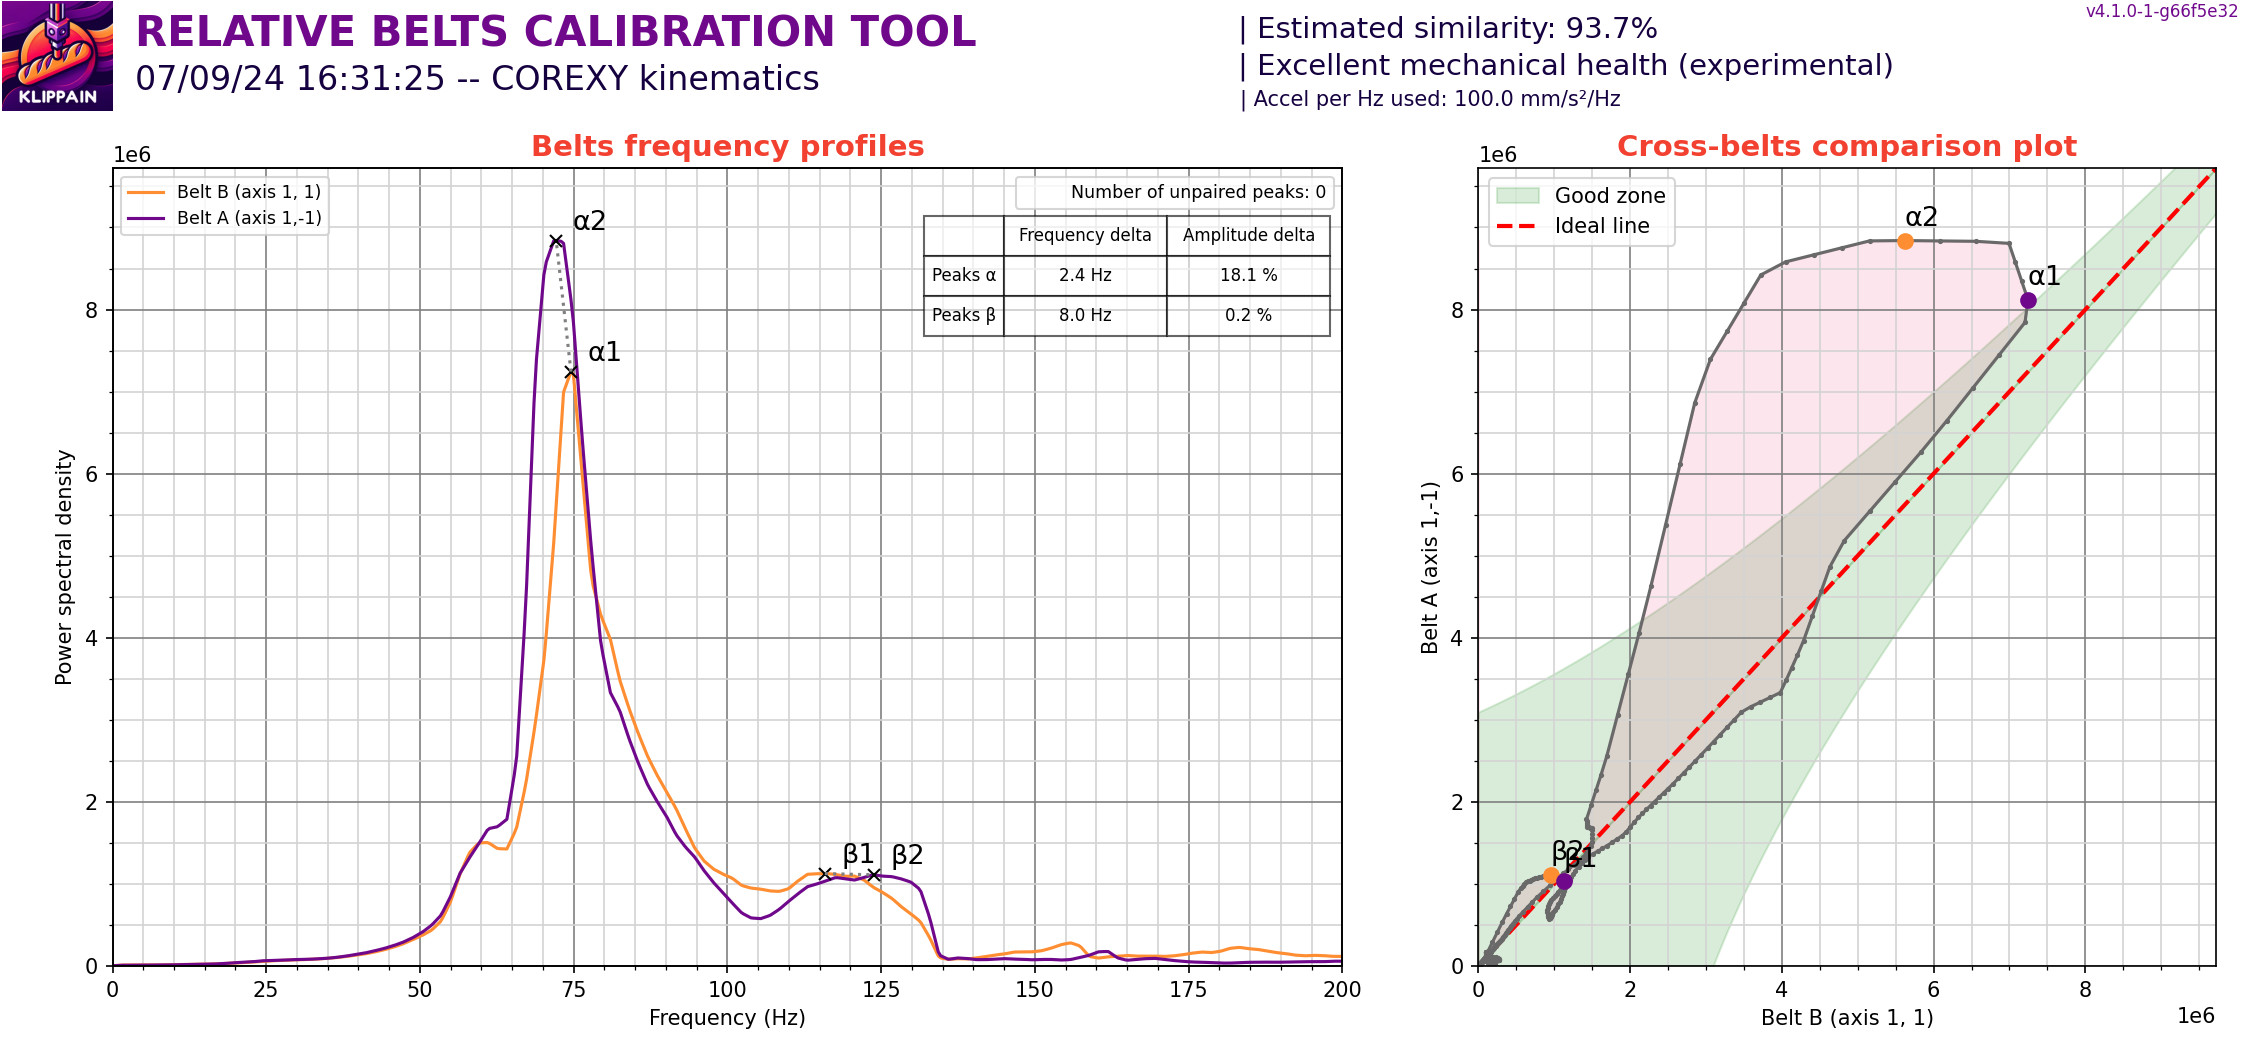 KLIPPAIN
RELATIVE BELTS CALIBRATION TOOL
07/09/24 16:31:25 -- COREXY kinematics
| Estimated similarity: 93.7%
| Excellent mechanical health (experimental)
| Accel per Hz used: 100.0 mm/s²/Hz
v4.1.0-1-g66f5e32
Belts frequency profiles
1e6
Belt B (axis 1, 1)
Belt A (axis 1,-1)
Number of unpaired peaks: 0
Frequency delta Amplitude delta
Peaks α 2.4 Hz 18.1 %
Peaks β 8.0 Hz 0.2 %
α2
α1
β1 β2
Power spectral density
8
6
4
2
0
0 25 50 75 100 125 150 175 200
Frequency (Hz)
Cross-belts comparison plot
1e6
Good zone
Ideal line
α2
α1
β2
β1
Belt A (axis 1,-1)
8
6
4
2
0
0 2 4 6 8
Belt B (axis 1, 1)
1e6